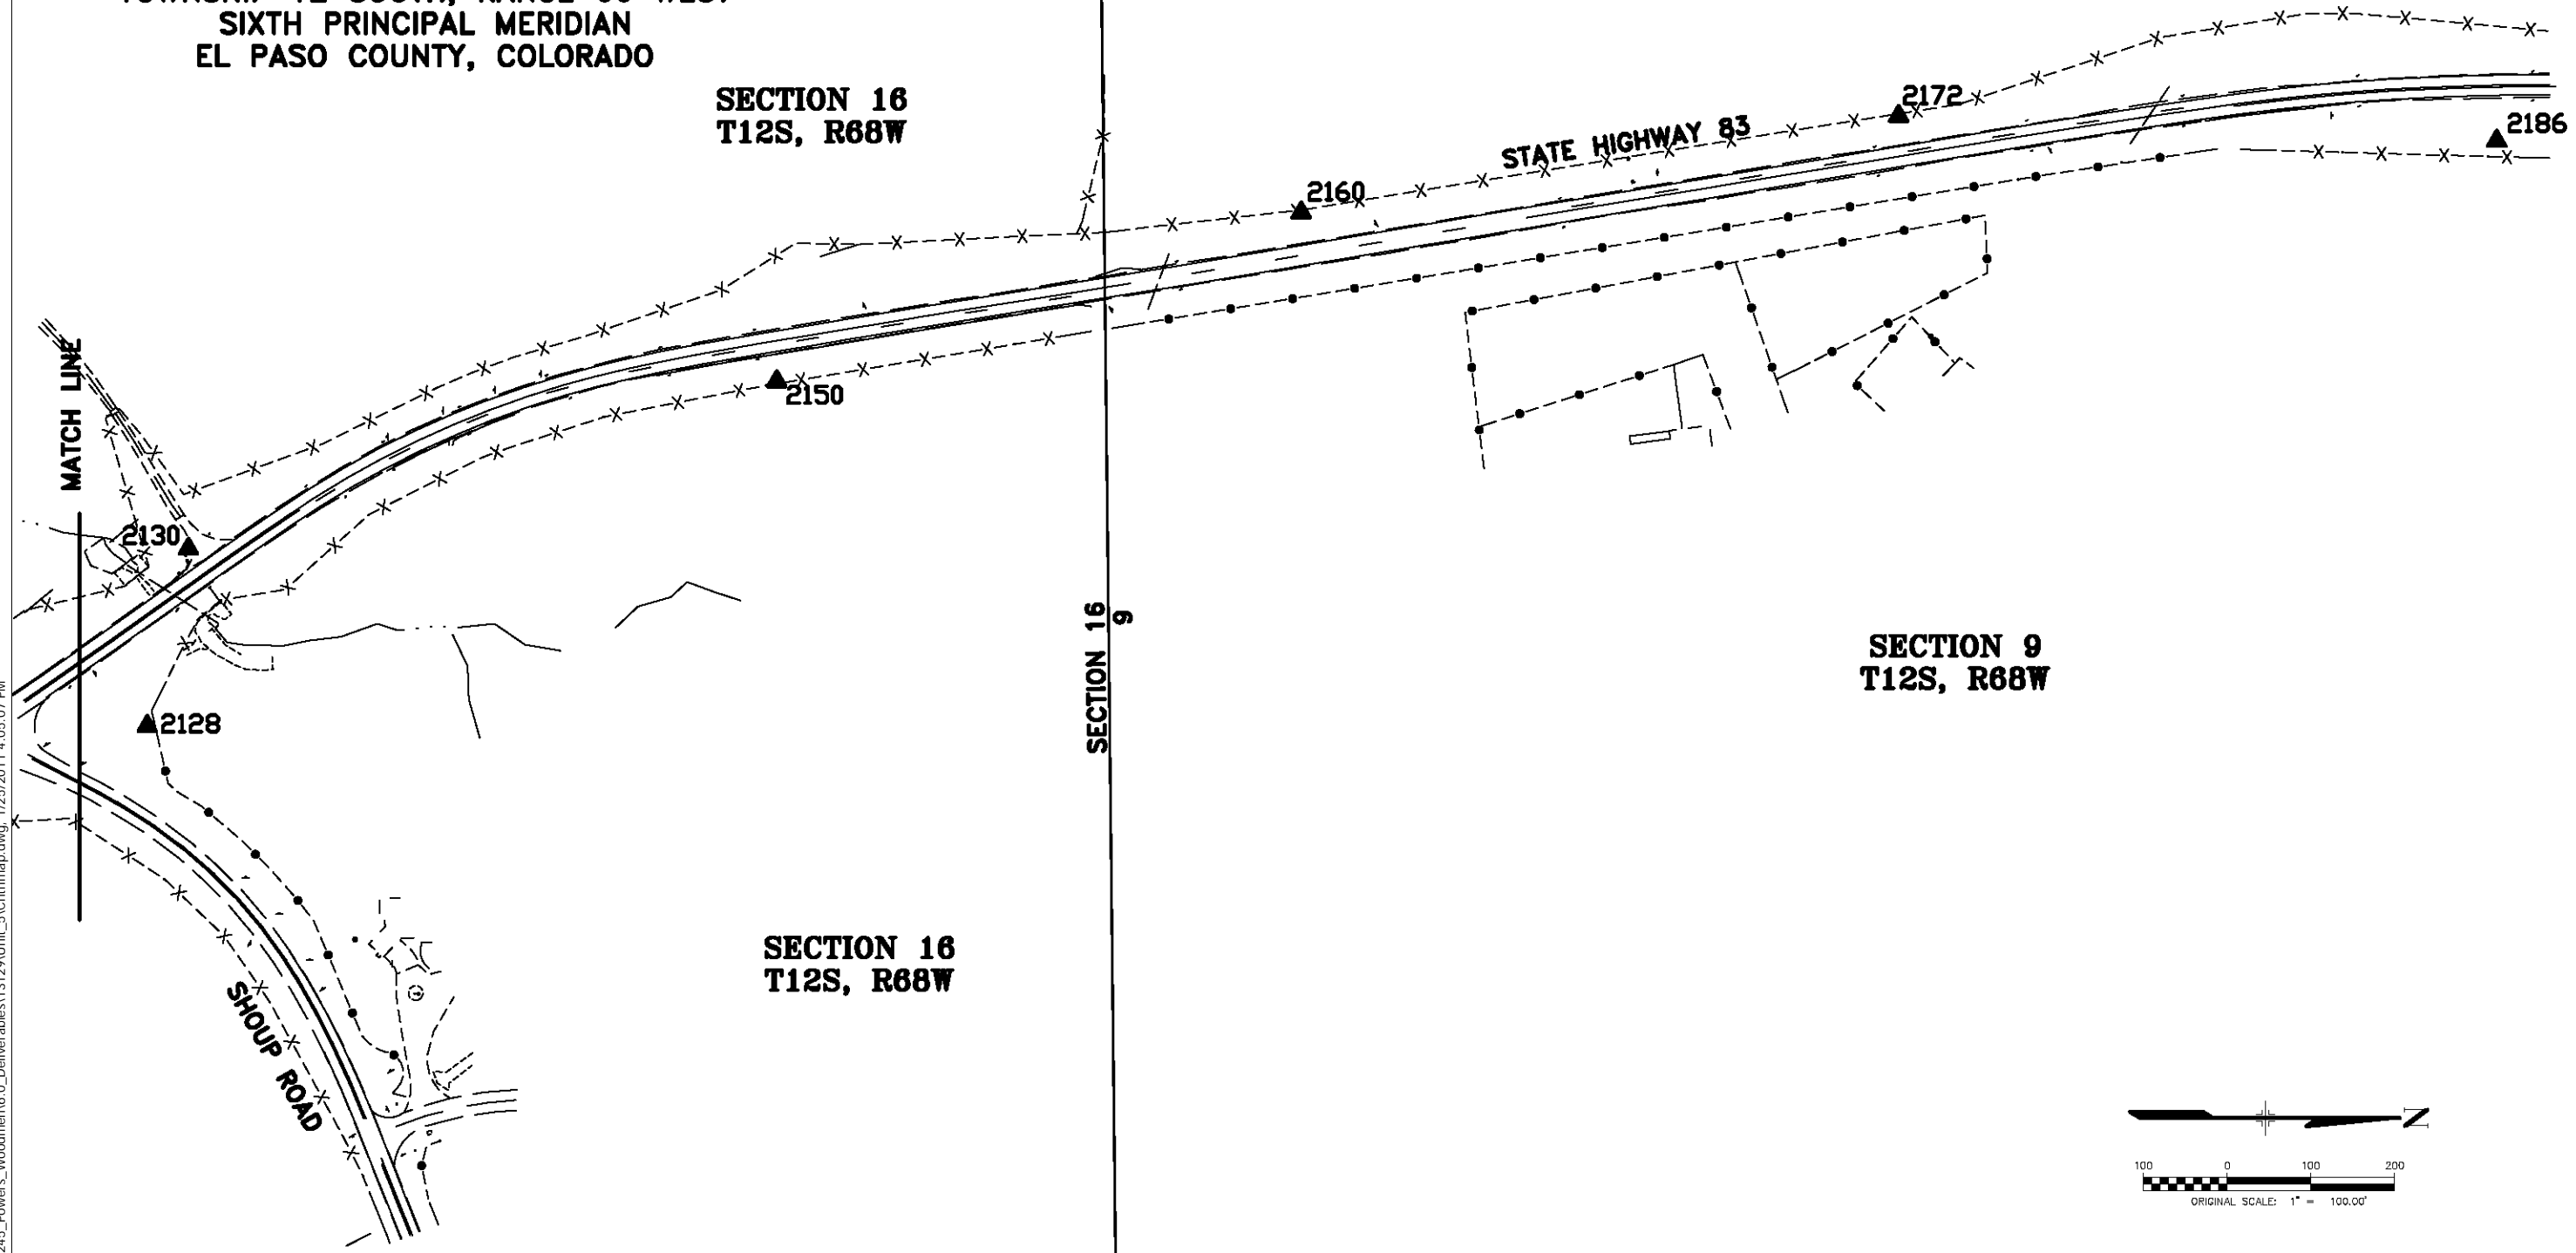 SIXTH PRINCIPAL MERIDIAN
EL PASO COUNTY, COLORADO
SECTION 16
T12S, R68W
STATE HIGHWAY 83
2172
2186
2160
2150
MATCH LINE
2130
2128
SECTION 16
9
SECTION 9
T12S, R68W
SECTION 16
T12S, R68W
SHOUP ROAD
N
100 0 100 200
ORIGINAL SCALE: 1" = 100.00'